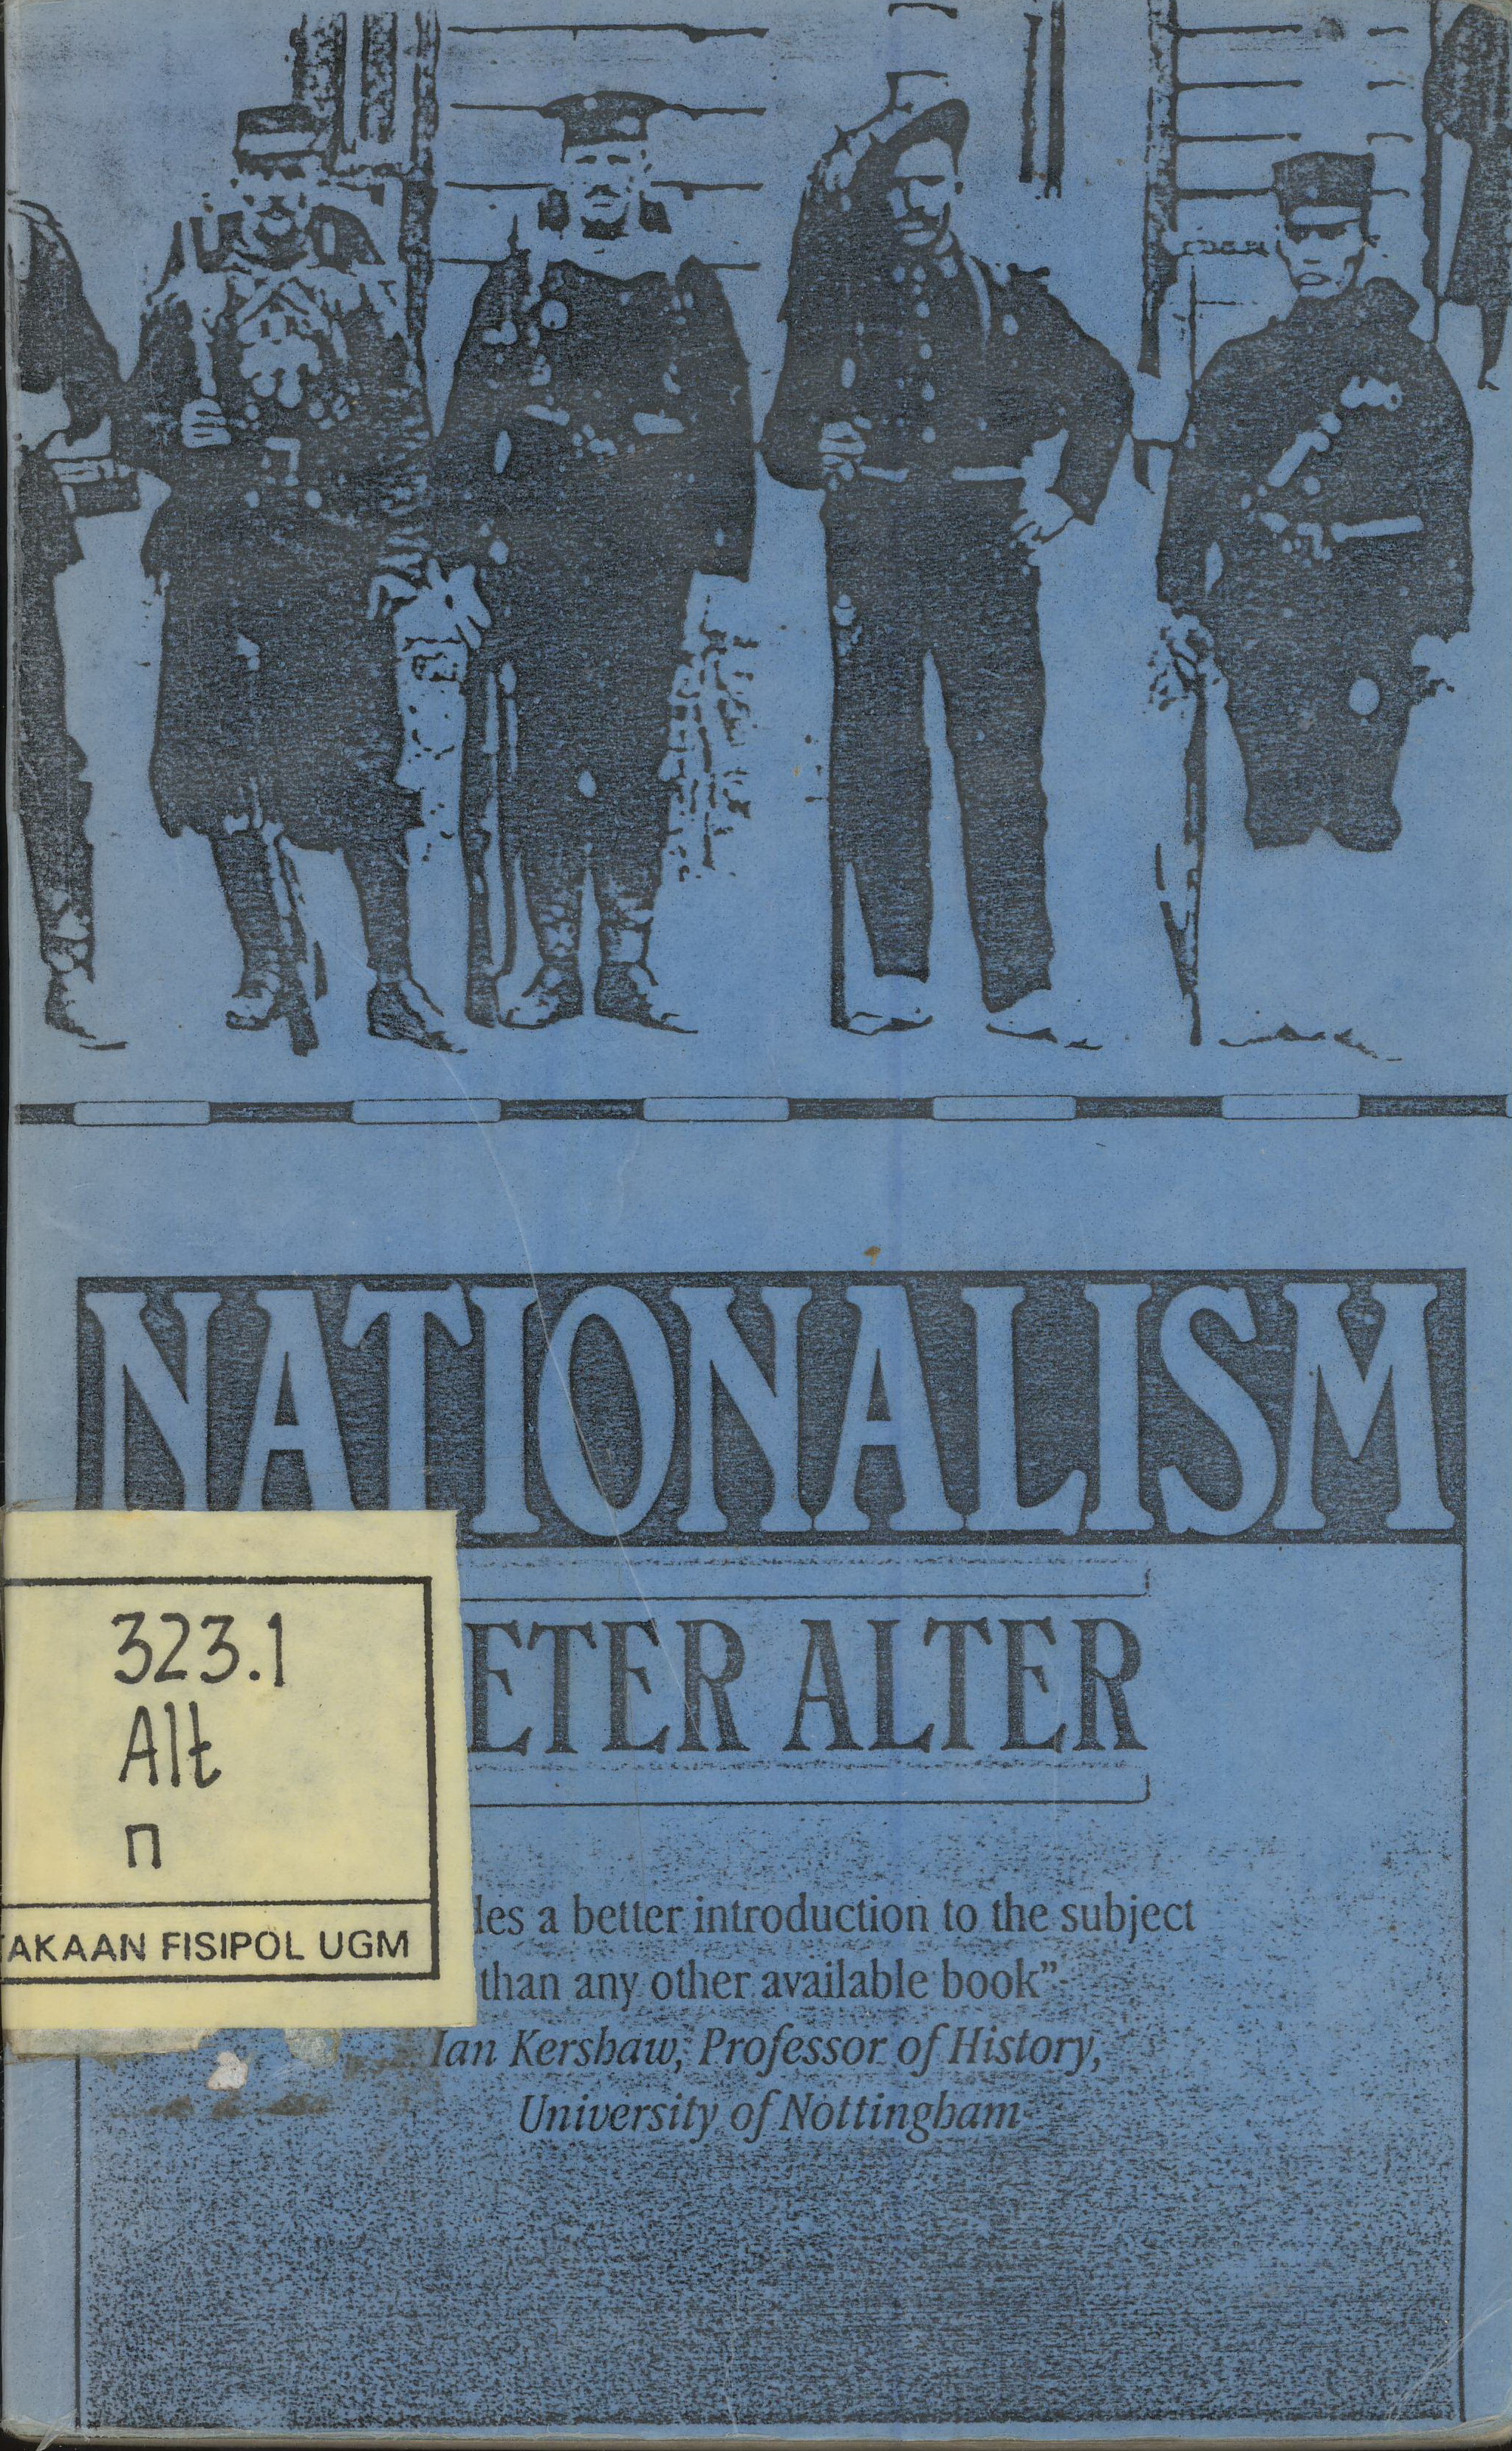 NATIONALISM
ETER ALTER
323.1
Alt
n
AKAAN FISIPOL UGM
les a better introduction to the subject
than any other available book”
Ian Kershaw, Professor of History,
University of Nottingham